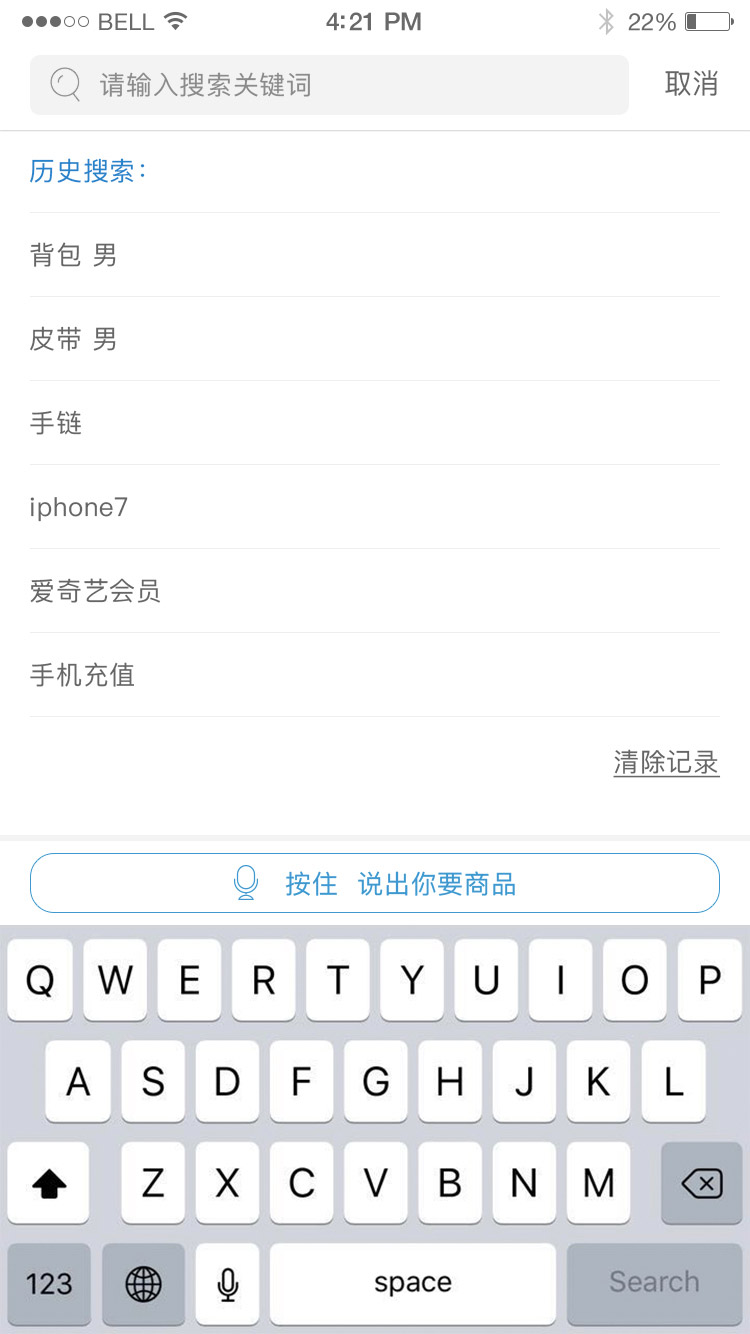 BELL 4:21 PM 22%
请输入搜索关键词 取消
历史搜索：
背包 男
皮带 男
手链
iphone7
爱奇艺会员
手机充值
清除记录
按住 说出你要商品
Q W E R T Y U I O P
A S D F G H J K L
Z X C V B N M
123 space Search